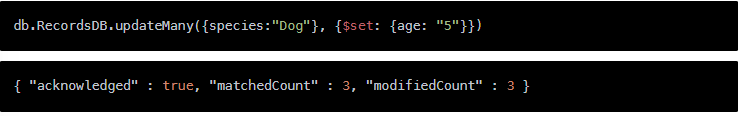 db.RecordsDB.updateMany({species:"Dog"}, {$set: {age: "5"}})
{ "acknowledged" : true, "matchedCount" : 3, "modifiedCount" : 3 }